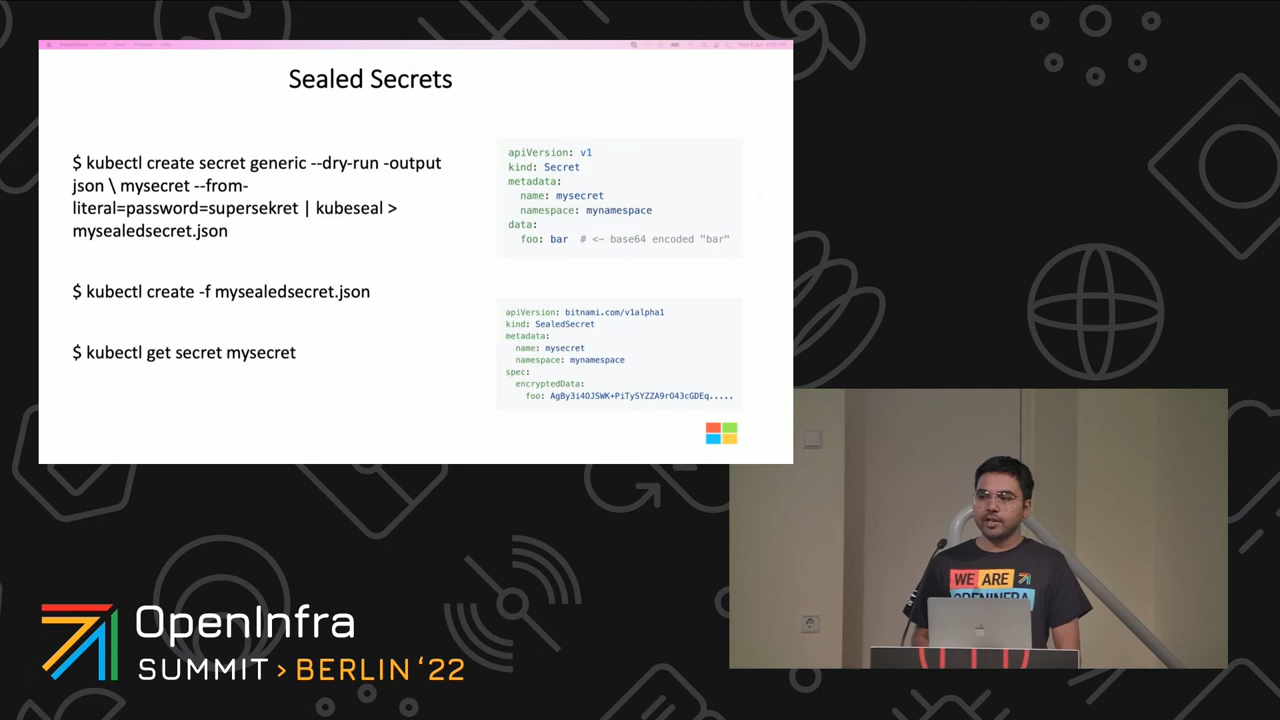 Sealed Secrets
$ kubectl create secret generic --dry-run -output
json \ mysecret --from-
literal=password=supersekret | kubeseal >
mysealedsecret.json
$ kubectl create -f mysealedsecret.json
$ kubectl get secret mysecret
apiVersion: v1
kind: Secret
metadata:
name: mysecret
namespace: mynamespace
data:
foo: bar # <- base64 encoded "bar"
apiVersion: bitnami.com/v1alpha1
kind: SealedSecret
metadata:
name: mysecret
namespace: mynamespace
spec:
encryptedData:
foo: AgBy3i4OJSWK+PiTySYZZA9rO43cGDEq.....
WE ARE
OPENINFRA
OpenInfra
SUMMIT > BERLIN ‘22